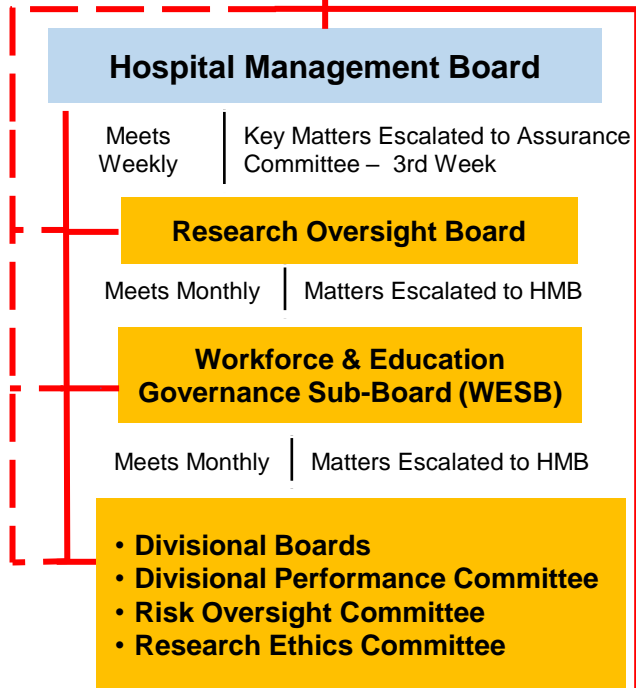 Hospital Management Board
Meets Weekly
Key Matters Escalated to Assurance
Committee – 3rd Week
Research Oversight Board
Meets Monthly
Matters Escalated to HMB
Workforce & Education
Governance Sub-Board (WESB)
Meets Monthly
Matters Escalated to HMB
• Divisional Boards
• Divisional Performance Committee
• Risk Oversight Committee
• Research Ethics Committee